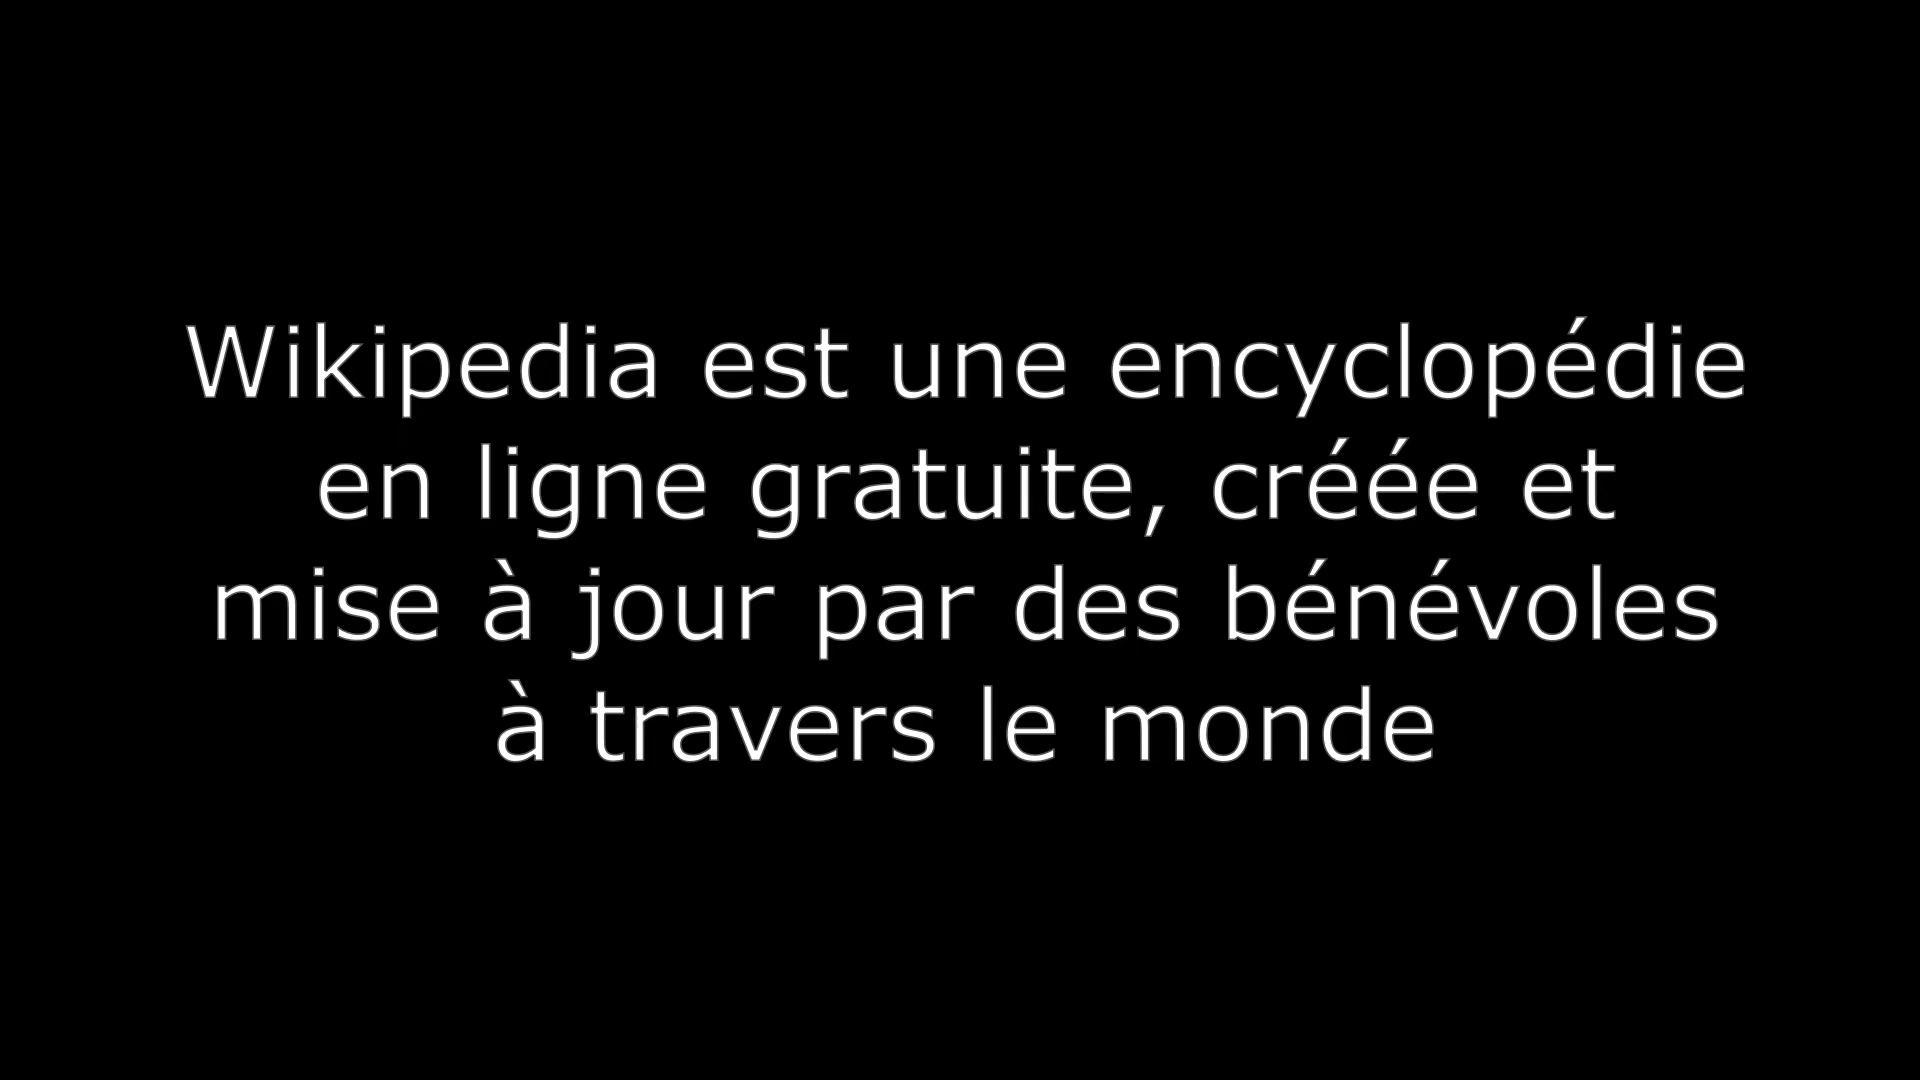 Wikipedia est une encyclopédie
en ligne gratuite, créée et
mise à jour par des bénévoles
à travers le monde